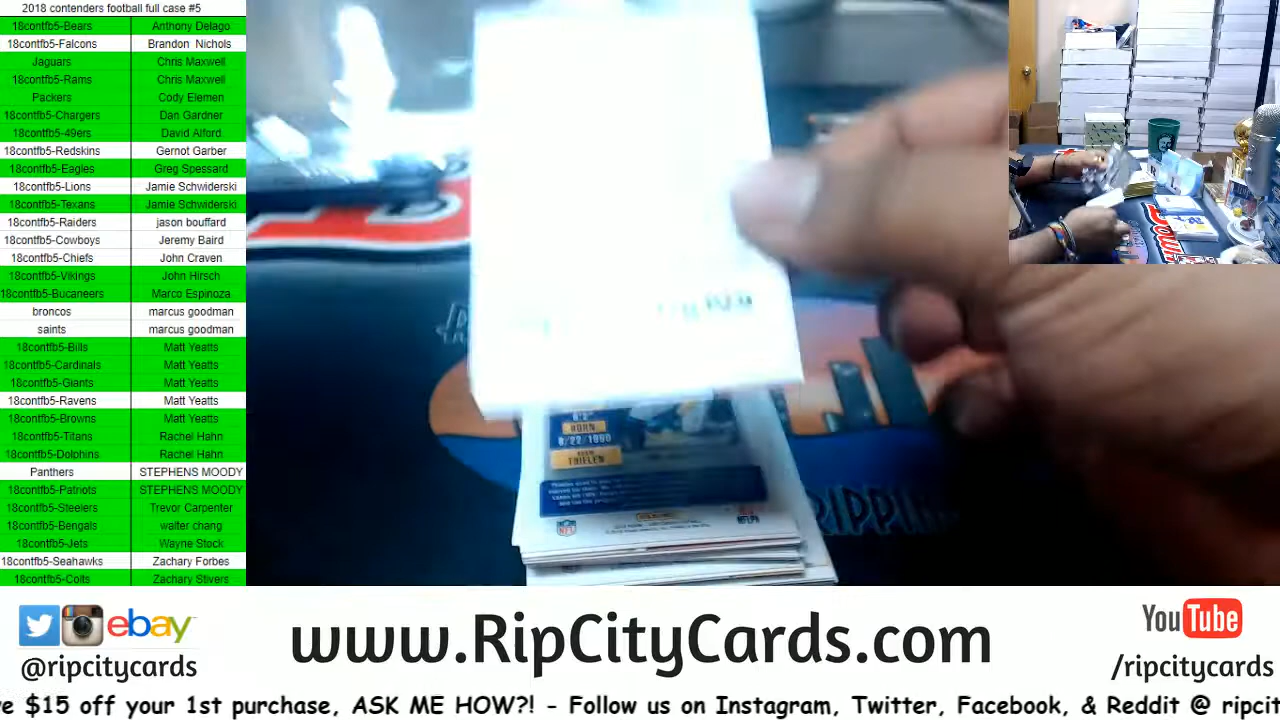 2018 contenders football full case #5
18contfb5-Bears Anthony Delago
18contfb5-Falcons Brandon Nichols
Jaguars Chris Maxwell
18contfb5-Rams Chris Maxwell
Packers Cody Elemen
18contfb5-Chargers Dan Gardner
18contfb5-49ers David Alford
18contfb5-Redskins Gernot Garber
18contfb5-Eagles Greg Spessard
18contfb5-Lions Jamie Schwiderski
18contfb5-Texans Jamie Schwiderski
18contfb5-Raiders jason bouffard
18contfb5-Cowboys Jeremy Baird
18contfb5-Chiefs John Craven
18contfb5-Vikings John Hirsch
18contfb5-Bucaneers Marco Espinoza
broncos marcus goodman
saints marcus goodman
18contfb5-Bills Matt Yeatts
18contfb5-Cardinals Matt Yeatts
18contfb5-Giants Matt Yeatts
18contfb5-Ravens Matt Yeatts
18contfb5-Browns Matt Yeatts
18contfb5-Titans Rachel Hahn
18contfb5-Dolphins Rachel Hahn
Panthers STEPHENS MOODY
18contfb5-Patriots STEPHENS MOODY
18contfb5-Steelers Trevor Carpenter
18contfb5-Bengals walter chang
18contfb5-Jets Wayne Stock
18contfb5-Seahawks Zachary Forbes
18contfb5-Colts Zachary Stivers
BORN
8/22/1990
ADAM
THIELEN
NFL
NFLPA
RIPPIN
ebay
@ripcitycards
www.RipCityCards.com
YouTube
/ripcitycards
ve $15 off your 1st purchase, ASK ME HOW?! - Follow us on Instagram, Twitter, Facebook, & Reddit @ ripcit